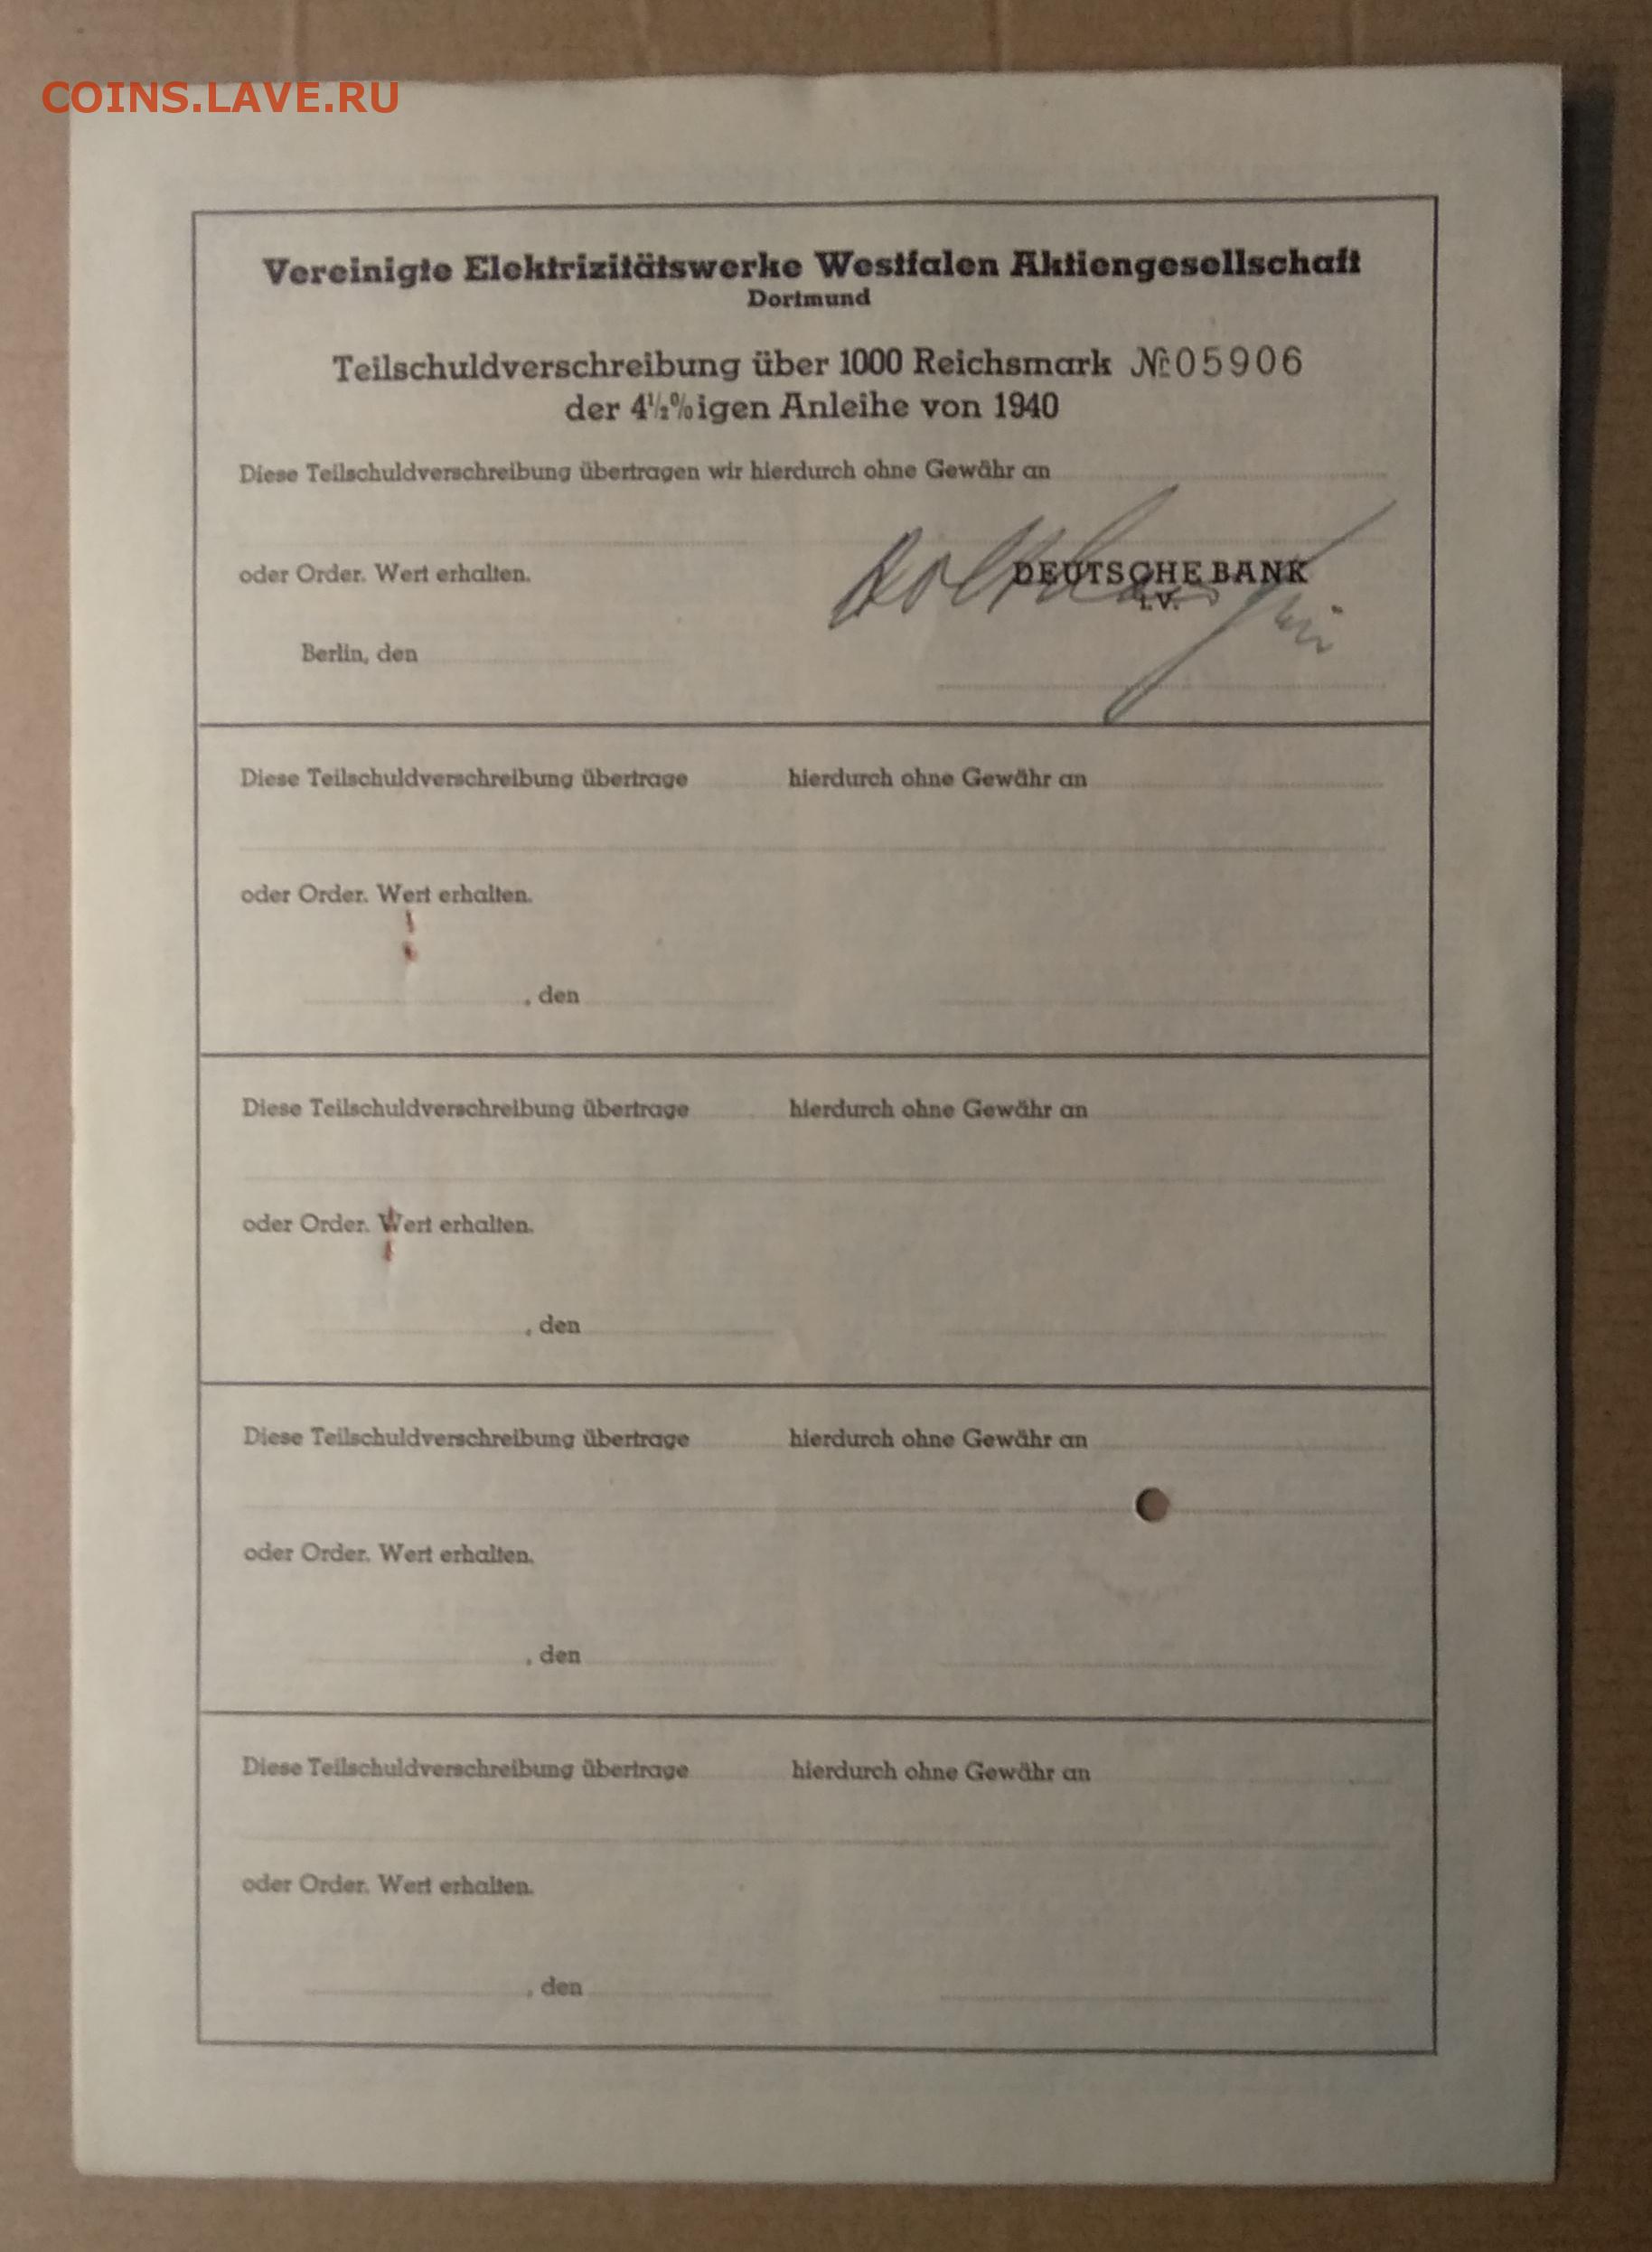 COINS.LAVE.RU
Vereinigte Elektrizitätswerke Westfalen Aktiengesellschaft
Dortmund
Teilschuldverschreibung über 1000 Reichsmark № 05906
der 4½%igen Anleihe von 1940
Diese Teilschuldverschreibung übertragen wir hierdurch ohne Gewähr an
oder Order. Wert erhalten.
DEUTSCHE BANK
I.V.
Berlin, den
Diese Teilschuldverschreibung übertrage hierdurch ohne Gewähr an
oder Order. Wert erhalten.
, den
Diese Teilschuldverschreibung übertrage hierdurch ohne Gewähr an
oder Order. Wert erhalten.
, den
Diese Teilschuldverschreibung übertrage hierdurch ohne Gewähr an
oder Order. Wert erhalten.
, den
Diese Teilschuldverschreibung übertrage hierdurch ohne Gewähr an
oder Order. Wert erhalten.
, den